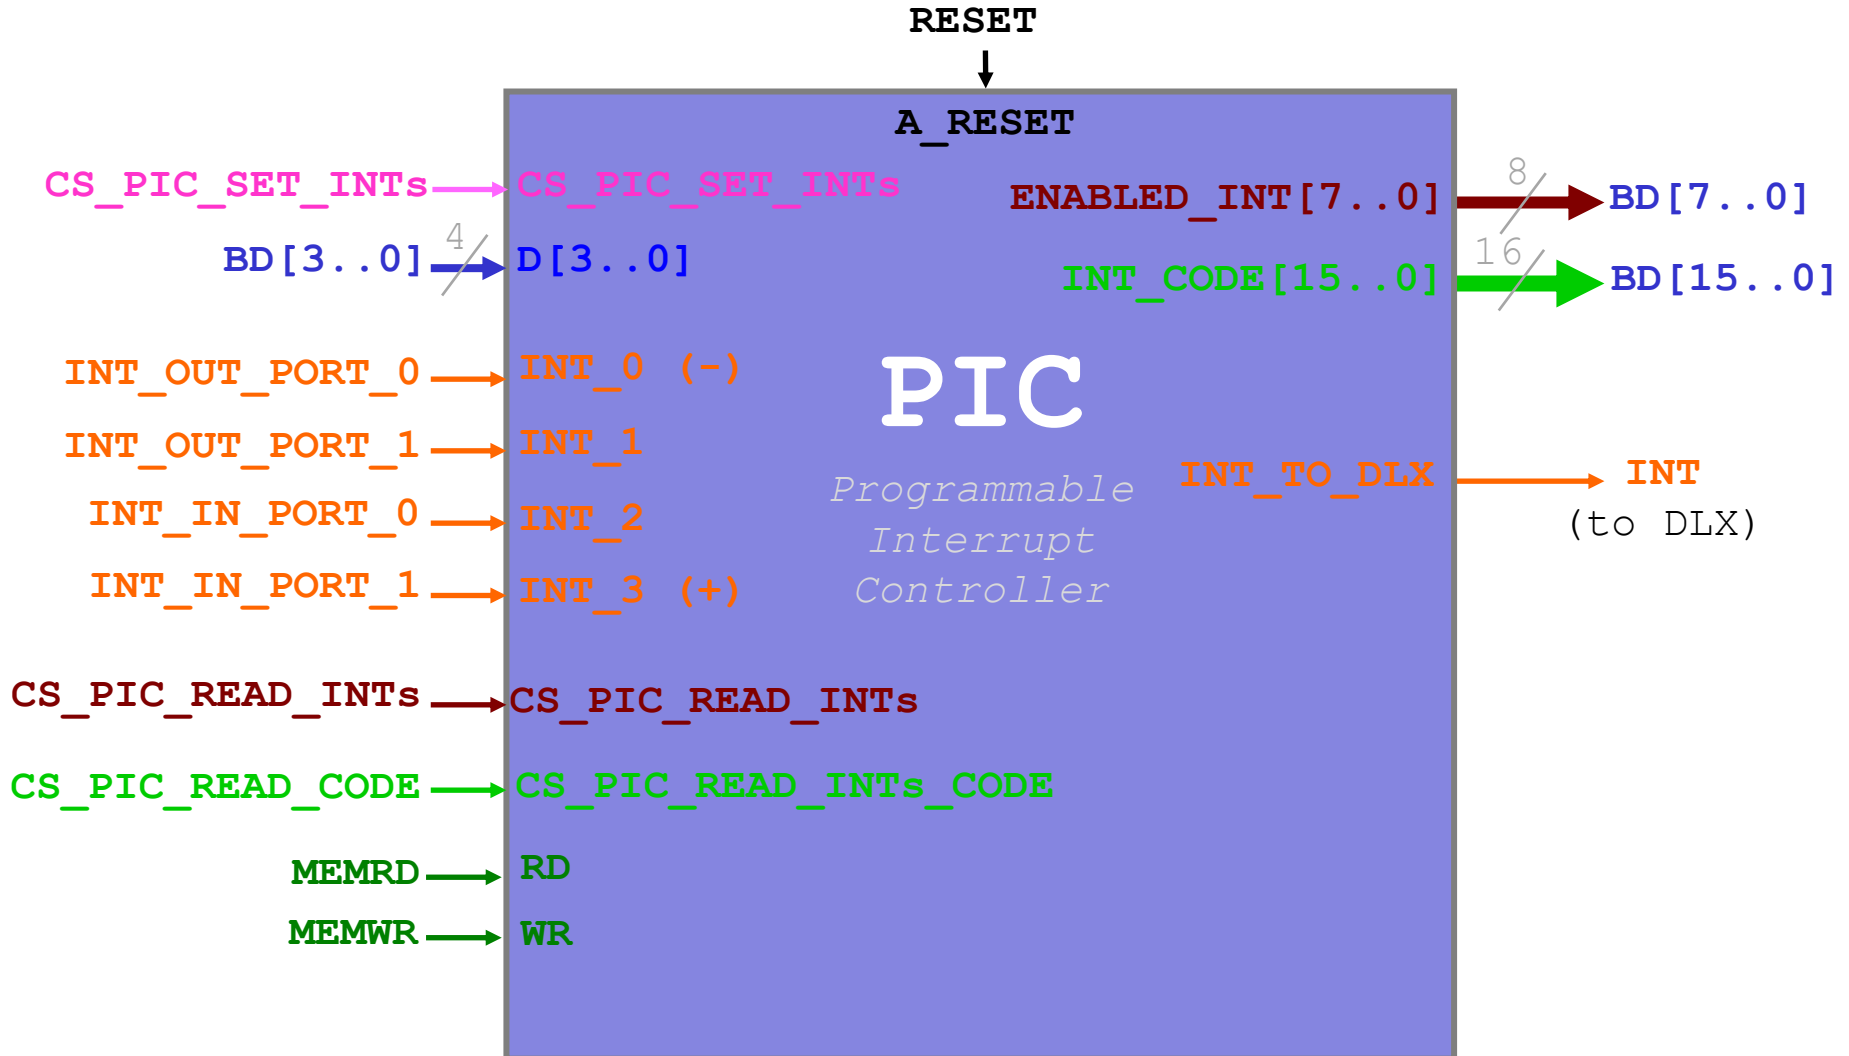 RESET
A_RESET
CS_PIC_SET_INTs CS_PIC_SET_INTs ENABLED_INT[7..0] 8 BD[7..0]
BD[3..0] 4 D[3..0] INT_CODE[15..0] 16 BD[15..0]
INT_OUT_PORT_0 INT_0 (-)
PIC
INT_OUT_PORT_1 INT_1
INT_TO_DLX INT
Programmable
INT_IN_PORT_0 INT_2
(to DLX)
Interrupt
INT_IN_PORT_1 INT_3 (+)
Controller
CS_PIC_READ_INTs CS_PIC_READ_INTs
CS_PIC_READ_CODE CS_PIC_READ_INTs_CODE
MEMRD RD
MEMWR WR